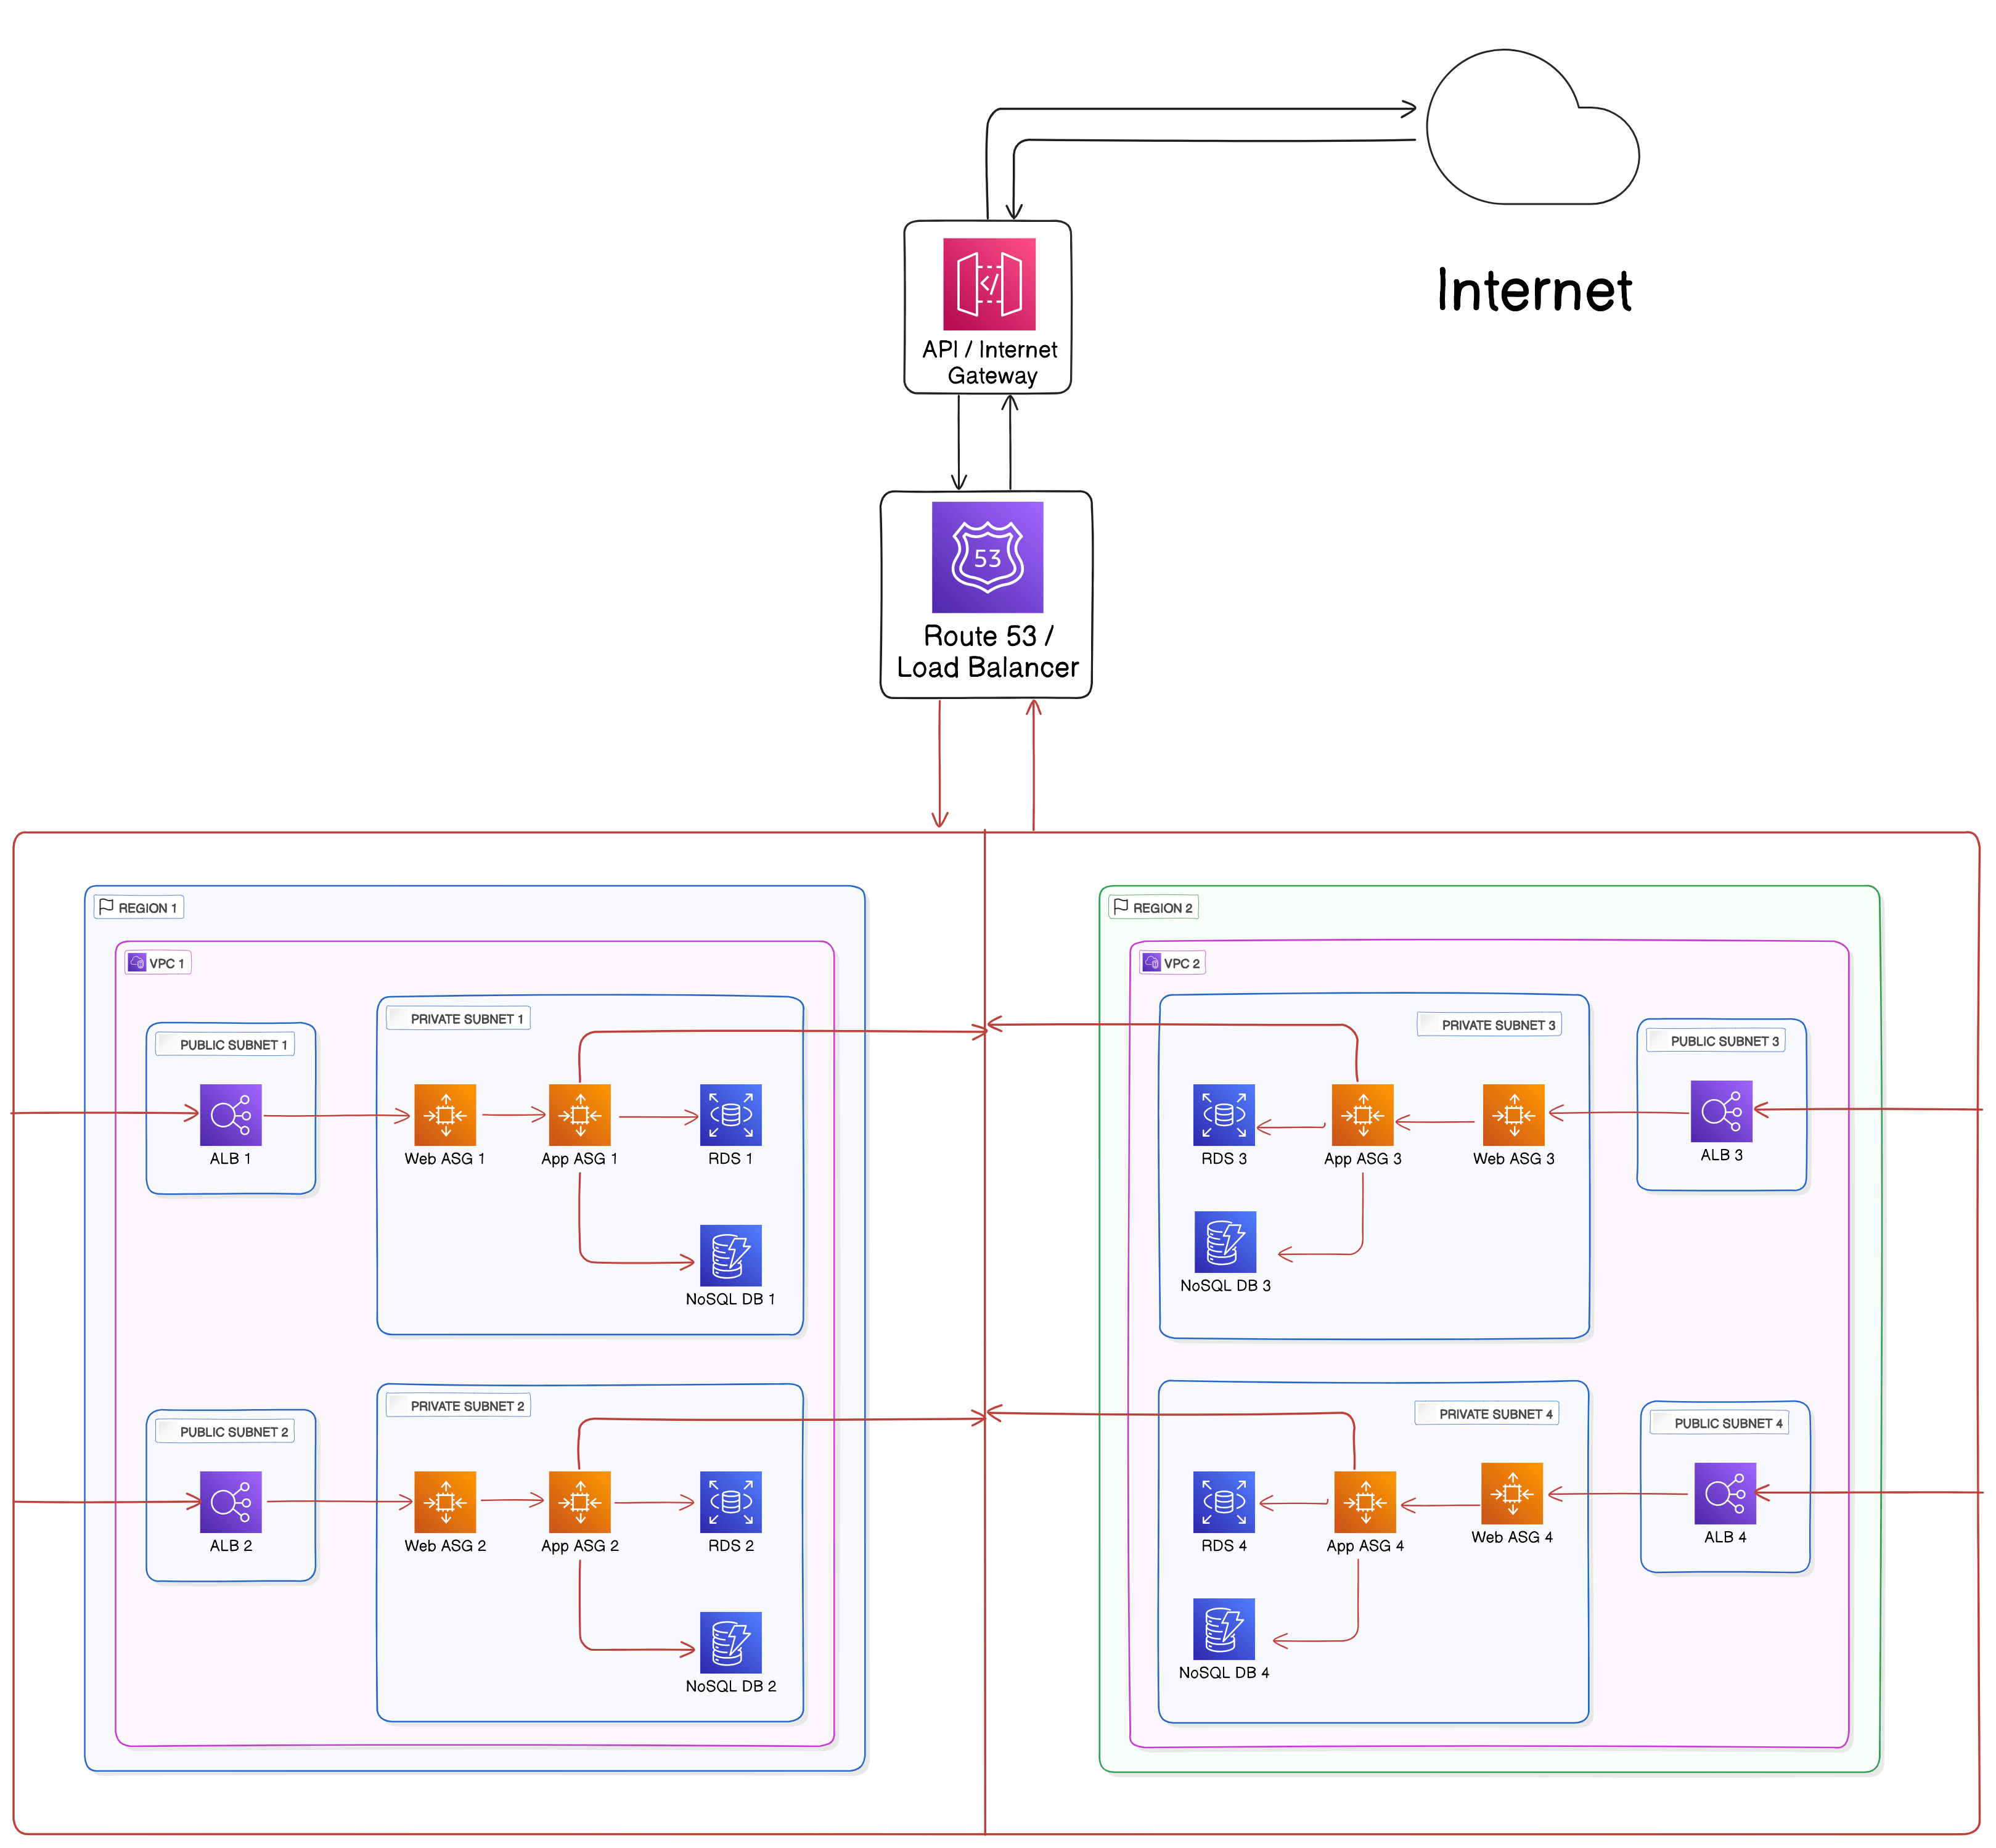 Internet
API / Internet
Gateway
53
Route 53 /
Load Balancer
REGION 1
VPC 1
PUBLIC SUBNET 1
ALB 1
PRIVATE SUBNET 1
Web ASG 1
App ASG 1
RDS 1
NoSQL DB 1
PUBLIC SUBNET 2
ALB 2
PRIVATE SUBNET 2
Web ASG 2
App ASG 2
RDS 2
NoSQL DB 2
REGION 2
VPC 2
PRIVATE SUBNET 3
RDS 3
App ASG 3
Web ASG 3
NoSQL DB 3
PUBLIC SUBNET 3
ALB 3
PRIVATE SUBNET 4
RDS 4
App ASG 4
Web ASG 4
NoSQL DB 4
PUBLIC SUBNET 4
ALB 4